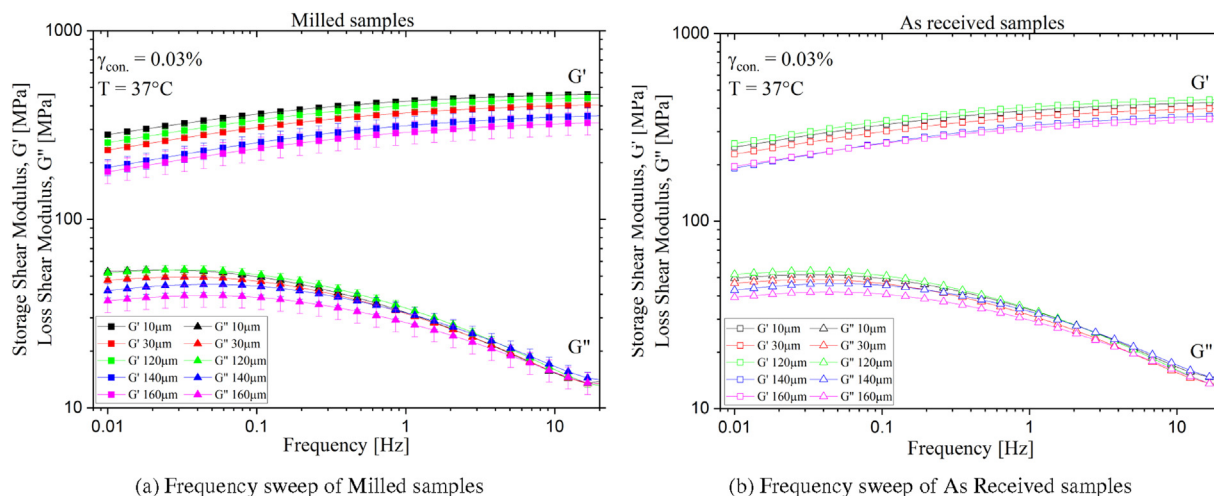 Milled samples
1000
100
10
Storage Shear Modulus, G' [MPa]
Loss Shear Modulus, G'' [MPa]
γcon. = 0.03%
T = 37°C
G'
G''
G' 10μm G'' 10μm
G' 30μm G'' 30μm
G' 120μm G'' 120μm
G' 140μm G'' 140μm
G' 160μm G'' 160μm
0.01 0.1 1 10
Frequency [Hz]
(a) Frequency sweep of Milled samples
As received samples
1000
100
10
Storage Shear Modulus, G' [MPa]
Loss Shear Modulus, G'' [MPa]
γcon. = 0.03%
T = 37°C
G'
G''
G' 10μm G'' 10μm
G' 30μm G'' 30μm
G' 120μm G'' 120μm
G' 140μm G'' 140μm
G' 160μm G'' 160μm
0.01 0.1 1 10
Frequency [Hz]
(b) Frequency sweep of As Received samples